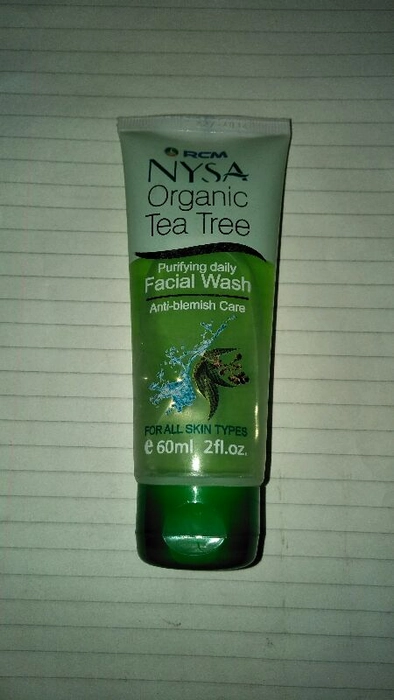 RCM
NYSA
Organic
Tea Tree
Purifying daily
Facial Wash
Anti-blemish Care
FOR ALL SKIN TYPES
℮ 60ml 2fl.oz.